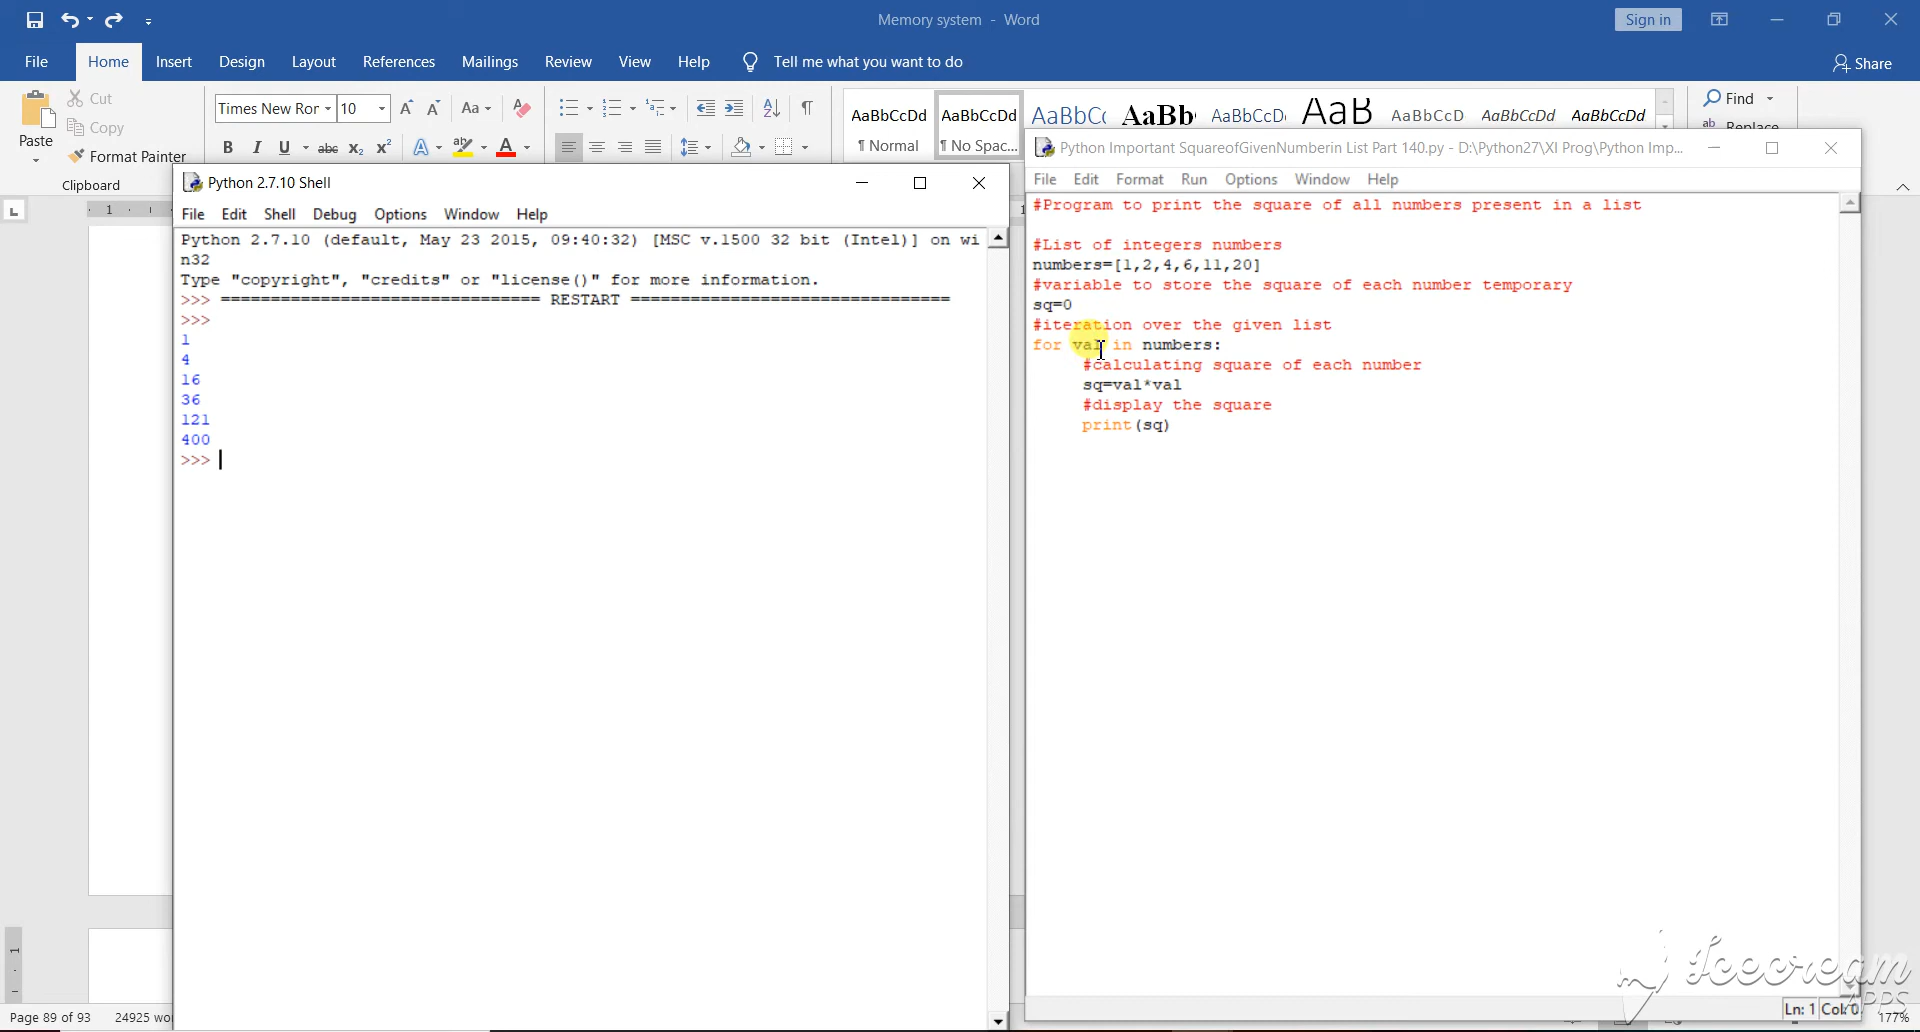 Memory system - Word
Sign in
File Home Insert Design Layout References Mailings Review View Help Tell me what you want to do
Share
Paste
Cut
Copy
Format Painter
Clipboard
Times New Ror 10
Aa
B I U abc X2 X2 A A
AaBbCcDd
¶ Normal
AaBbCcDd
¶ No Spac...
AaBbCc AaBb AaBbCcD AaB AaBbCcD AaBbCcDd AaBbCcDd
Find
Replace
Python 2.7.10 Shell
File Edit Shell Debug Options Window Help
Python 2.7.10 (default, May 23 2015, 09:40:32) [MSC v.1500 32 bit (Intel)] on wi
n32
Type "copyright", "credits" or "license()" for more information.
>>> ================================ RESTART ================================
>>>
1
4
16
36
121
400
>>>
Python Important SquareofGivenNumberin List Part 140.py - D:\Python27\XI Prog\Python Imp...
File Edit Format Run Options Window Help
#Program to print the square of all numbers present in a list
#List of integers numbers
numbers=[1,2,4,6,11,20]
#variable to store the square of each number temporary
sq=0
#iteration over the given list
for val in numbers:
#calculating square of each number
sq=val*val
#display the square
print(sq)
Ln: 1 Col: 0
Icecream
APPS
Page 89 of 93 24925 wo
177%